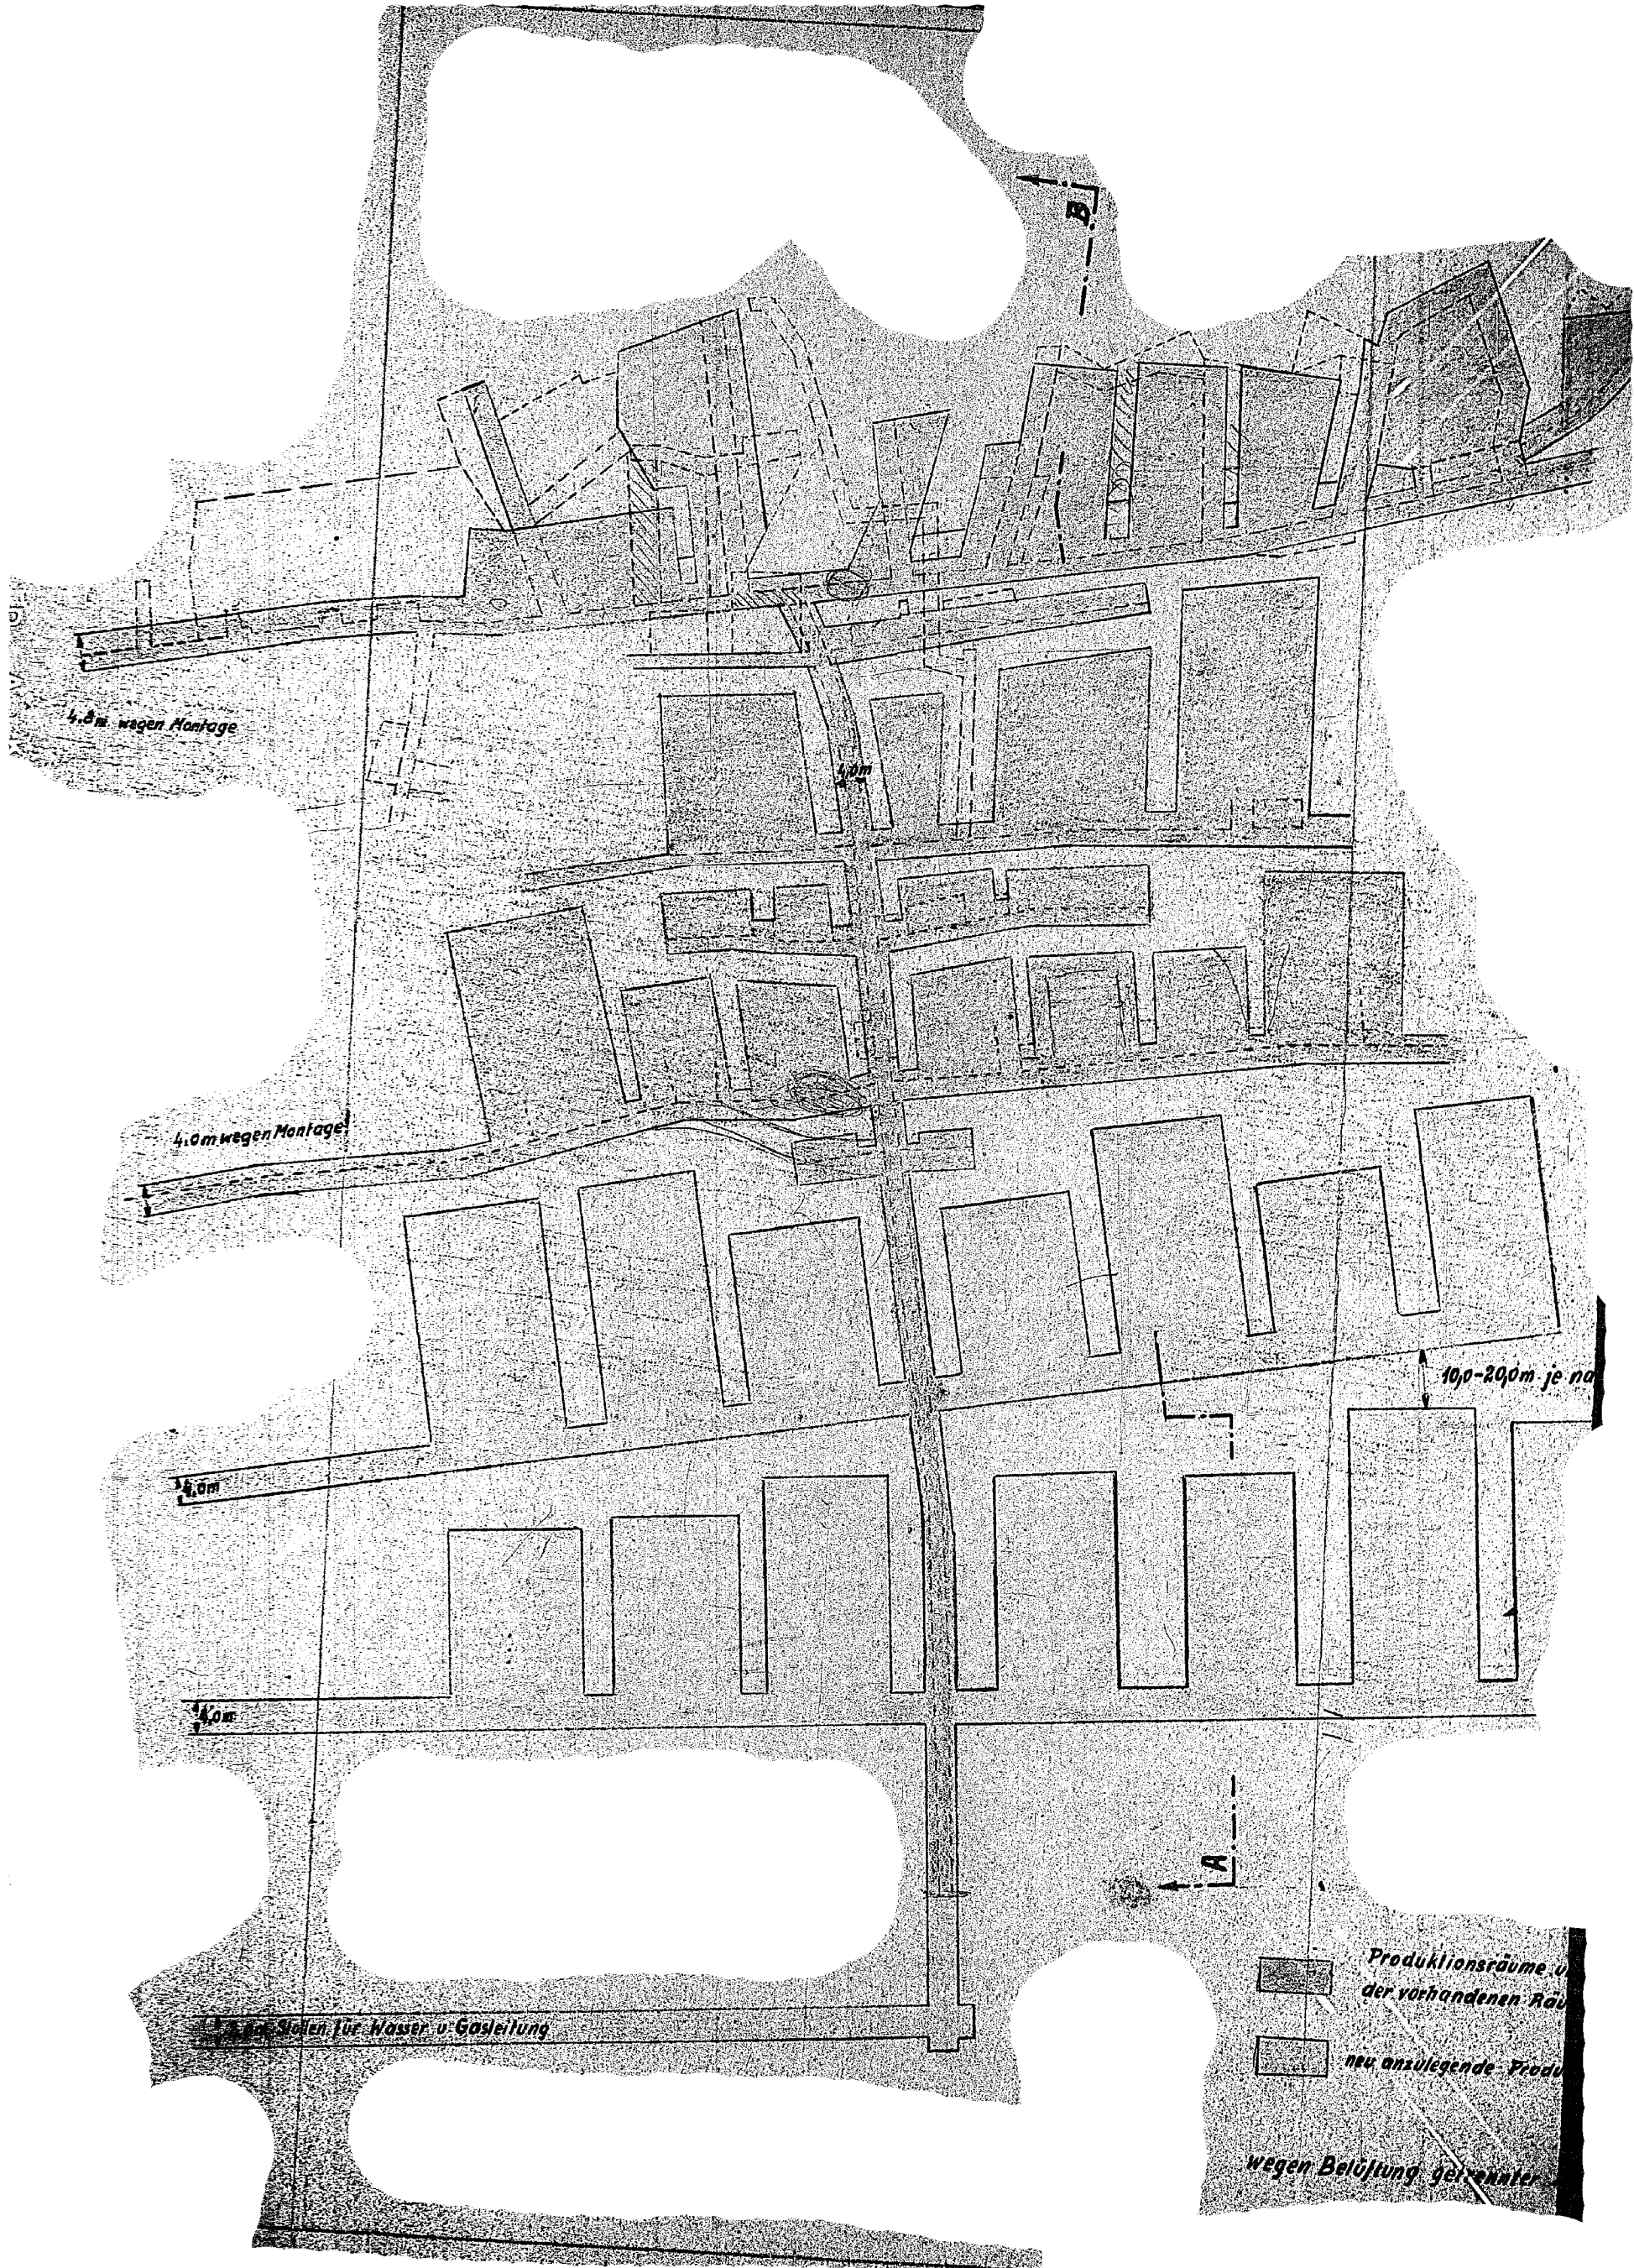 B
4.8m wegen Montage
4,0m
4.0m wegen Montage!
10,0-20,0m je na
4.0m
4,0m
A
Produktionsräume u
der vorhandenen Räu
Stollen für Wasser u. Gasleitung
neu anzulegende Produ
wegen Belüftung getrennter